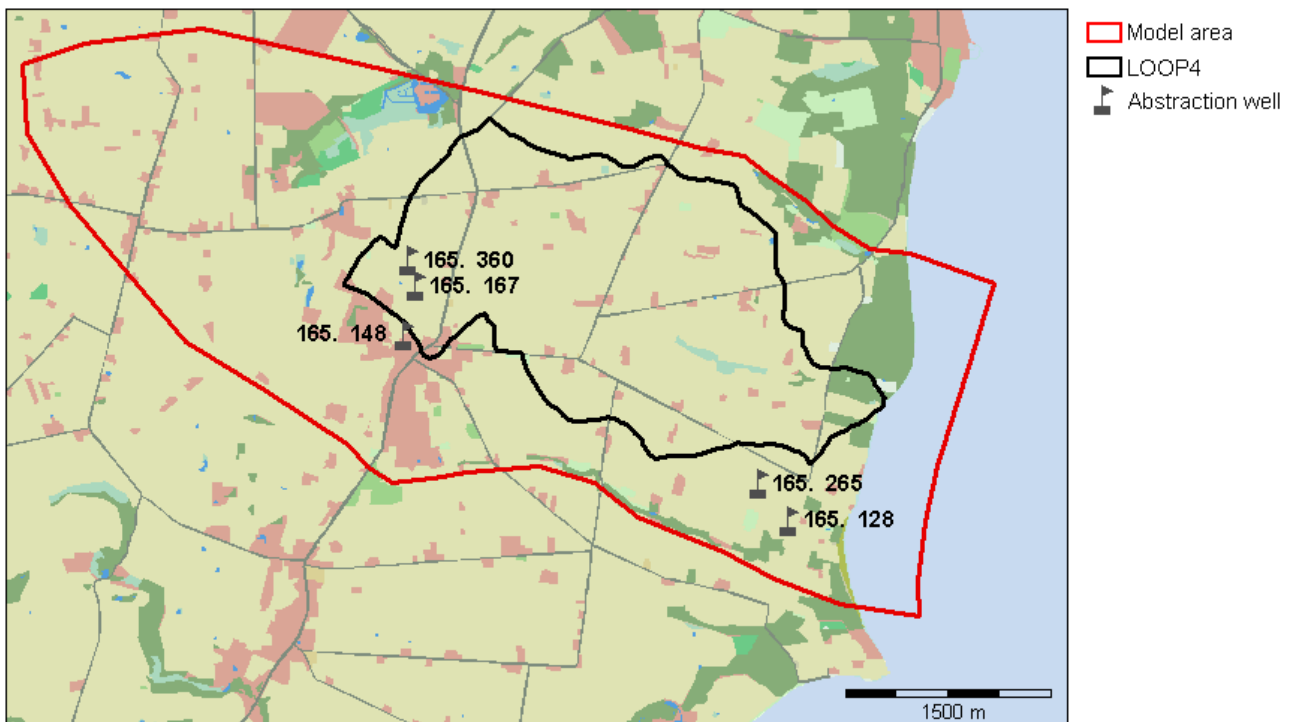 Model area
LOOP4
Abstraction well
165. 360
165. 167
165. 148
165. 265
165. 128
1500 m